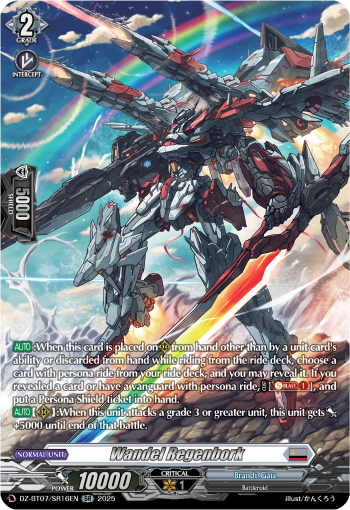 2
GRADE
INTERCEPT
5000
SHIELD
AUTO :When this card is placed on from hand other than by a unit card's
ability or discarded from hand while riding from the ride deck, choose a
card with persona ride from your ride deck, and you may reveal it. If you
revealed a card or have a vanguard with persona ride, [ BLAST 1 ], and
put a Persona Shield ticket into hand.
AUTO [ ]:When this unit attacks a grade 3 or greater unit, this unit gets
+5000 until end of that battle.
NORMAL UNIT
Wandel Regenbork
POWER 10000
CRITICAL
1
Brandt Gate
Battleroid
DZ-BT07/SR16EN SR 2025
illust/かんくろう